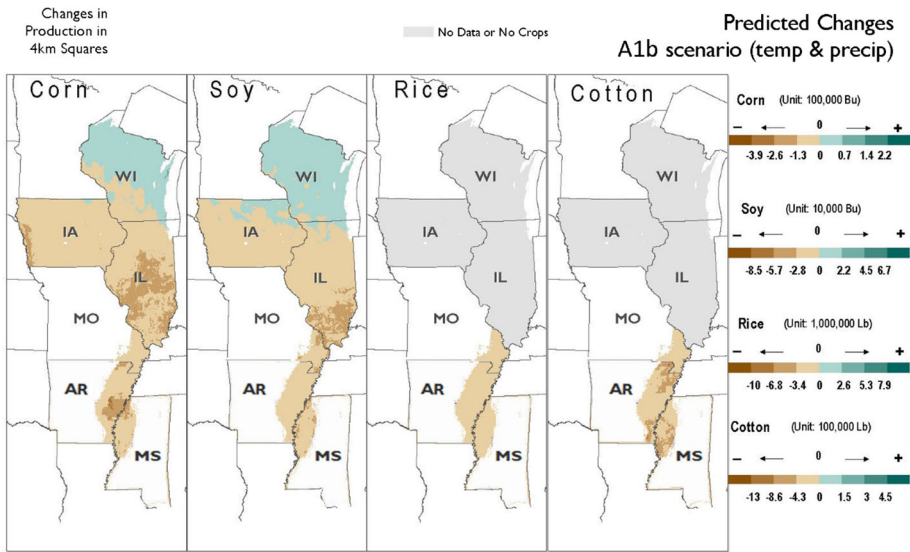 Changes in
Production in
4km Squares
No Data or No Crops
Predicted Changes
A1b scenario (temp & precip)
Corn
WI
IA
IL
MO
AR
MS
Soy
WI
IA
IL
MO
AR
MS
Rice
WI
IA
IL
MO
AR
MS
Cotton
WI
IA
IL
MO
AR
MS
Corn (Unit: 100,000 Bu)
− ← 0 → +
-3.9 -2.6 -1.3 0 0.7 1.4 2.2
Soy (Unit: 10,000 Bu)
− ← 0 → +
-8.5 -5.7 -2.8 0 2.2 4.5 6.7
Rice (Unit: 1,000,000 Lb)
− ← 0 → +
-10 -6.8 -3.4 0 2.6 5.3 7.9
Cotton (Unit: 100,000 Lb)
− ← 0 → +
-13 -8.6 -4.3 0 1.5 3 4.5